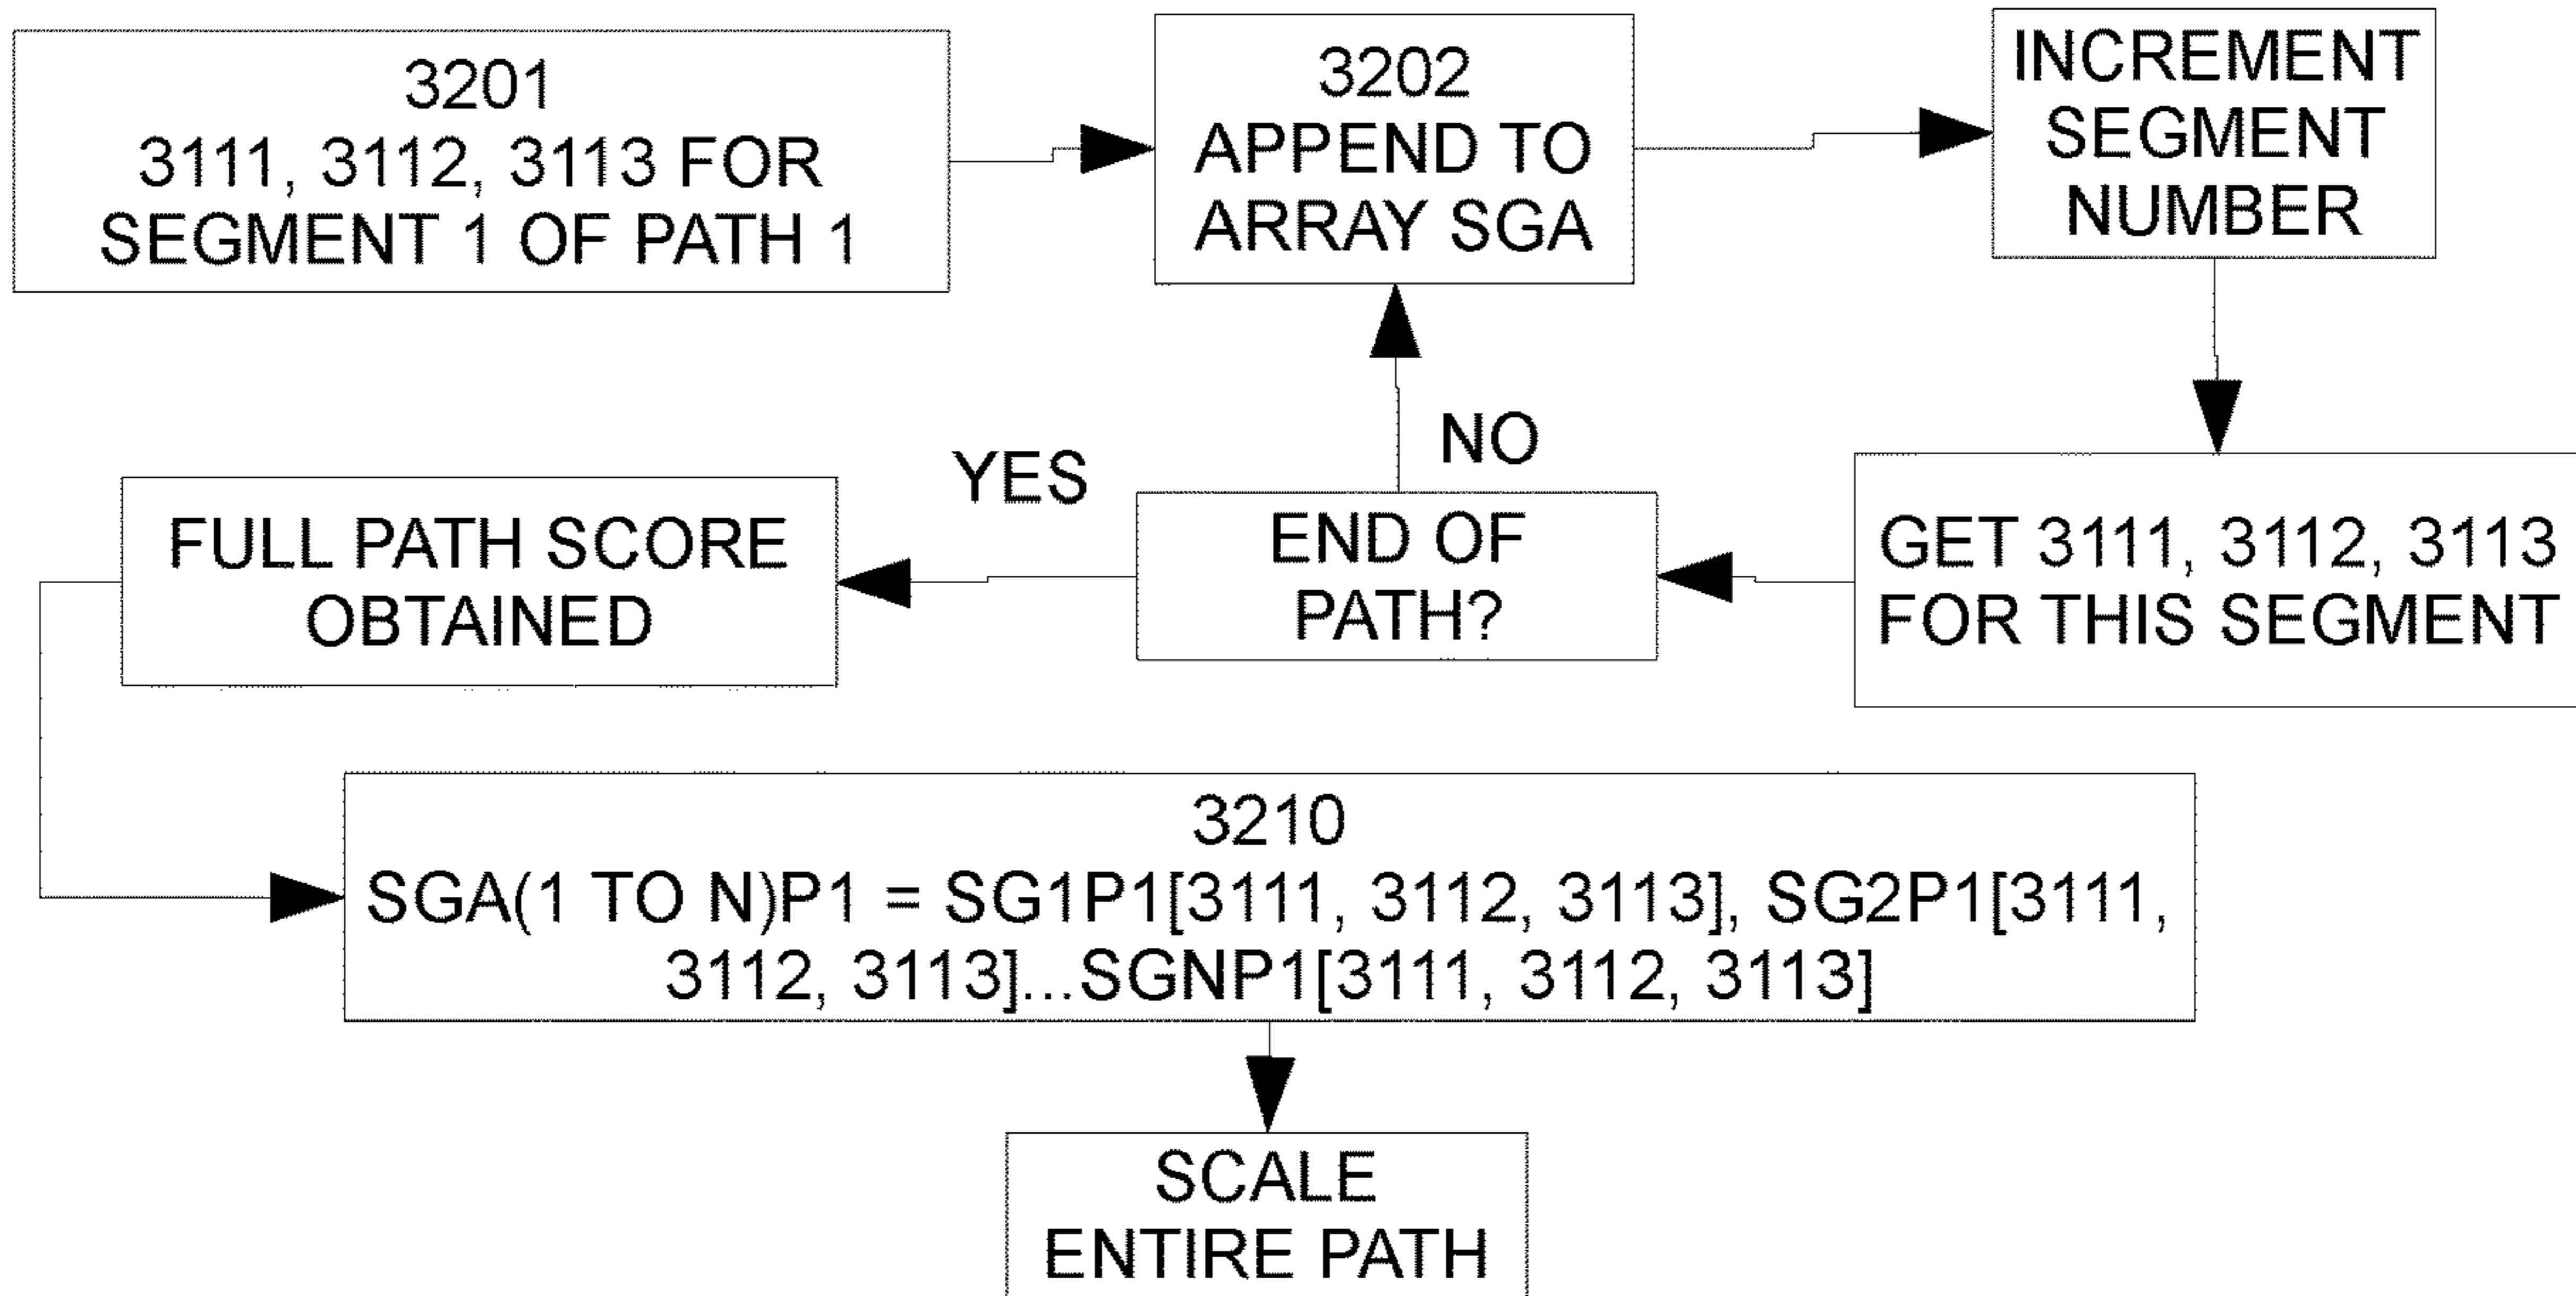 3201
3111, 3112, 3113 FOR
SEGMENT 1 OF PATH 1
3202
APPEND TO
ARRAY SGA
INCREMENT
SEGMENT
NUMBER
GET 3111, 3112, 3113
FOR THIS SEGMENT
END OF
PATH?
NO
YES
FULL PATH SCORE
OBTAINED
3210
SGA(1 TO N)P1 = SG1P1[3111, 3112, 3113], SG2P1[3111,
3112, 3113]...SGNP1[3111, 3112, 3113]
SCALE
ENTIRE PATH